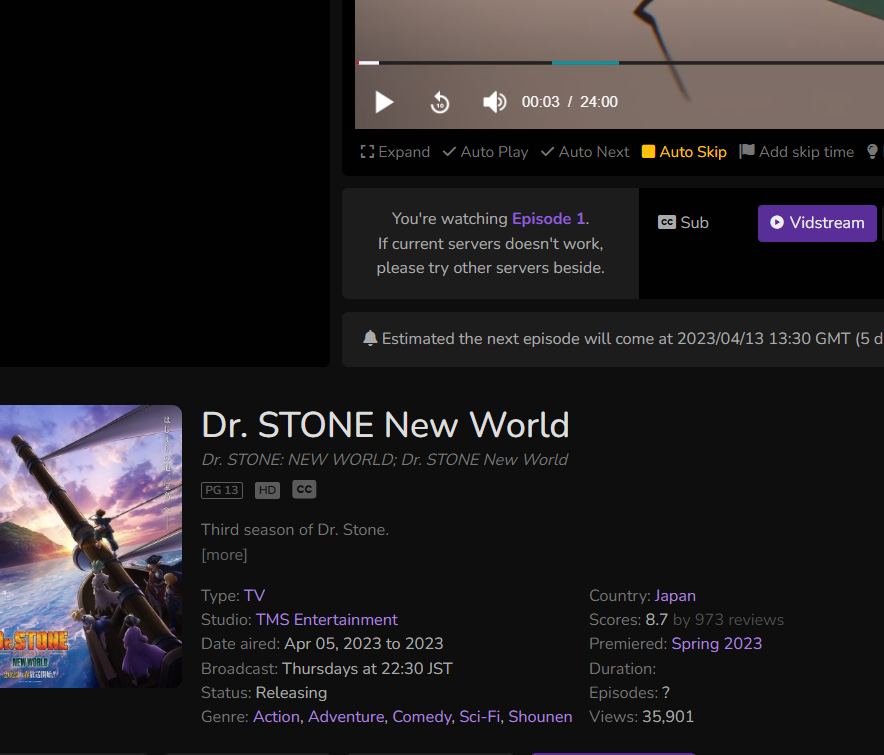 10
00:03 / 24:00
Expand Auto Play Auto Next Auto Skip Add skip time
You're watching Episode 1.
If current servers doesn't work,
please try other servers beside.
CC Sub Vidstream
Estimated the next episode will come at 2023/04/13 13:30 GMT (5 d
Dr. STONE New World
Dr. STONE: NEW WORLD; Dr. STONE New World
PG 13 HD CC
Third season of Dr. Stone.
[more]
Type: TV
Studio: TMS Entertainment
Date aired: Apr 05, 2023 to 2023
Broadcast: Thursdays at 22:30 JST
Status: Releasing
Genre: Action, Adventure, Comedy, Sci-Fi, Shounen
Country: Japan
Scores: 8.7 by 973 reviews
Premiered: Spring 2023
Duration:
Episodes: ?
Views: 35,901
Dr.STONE
NEW WORLD